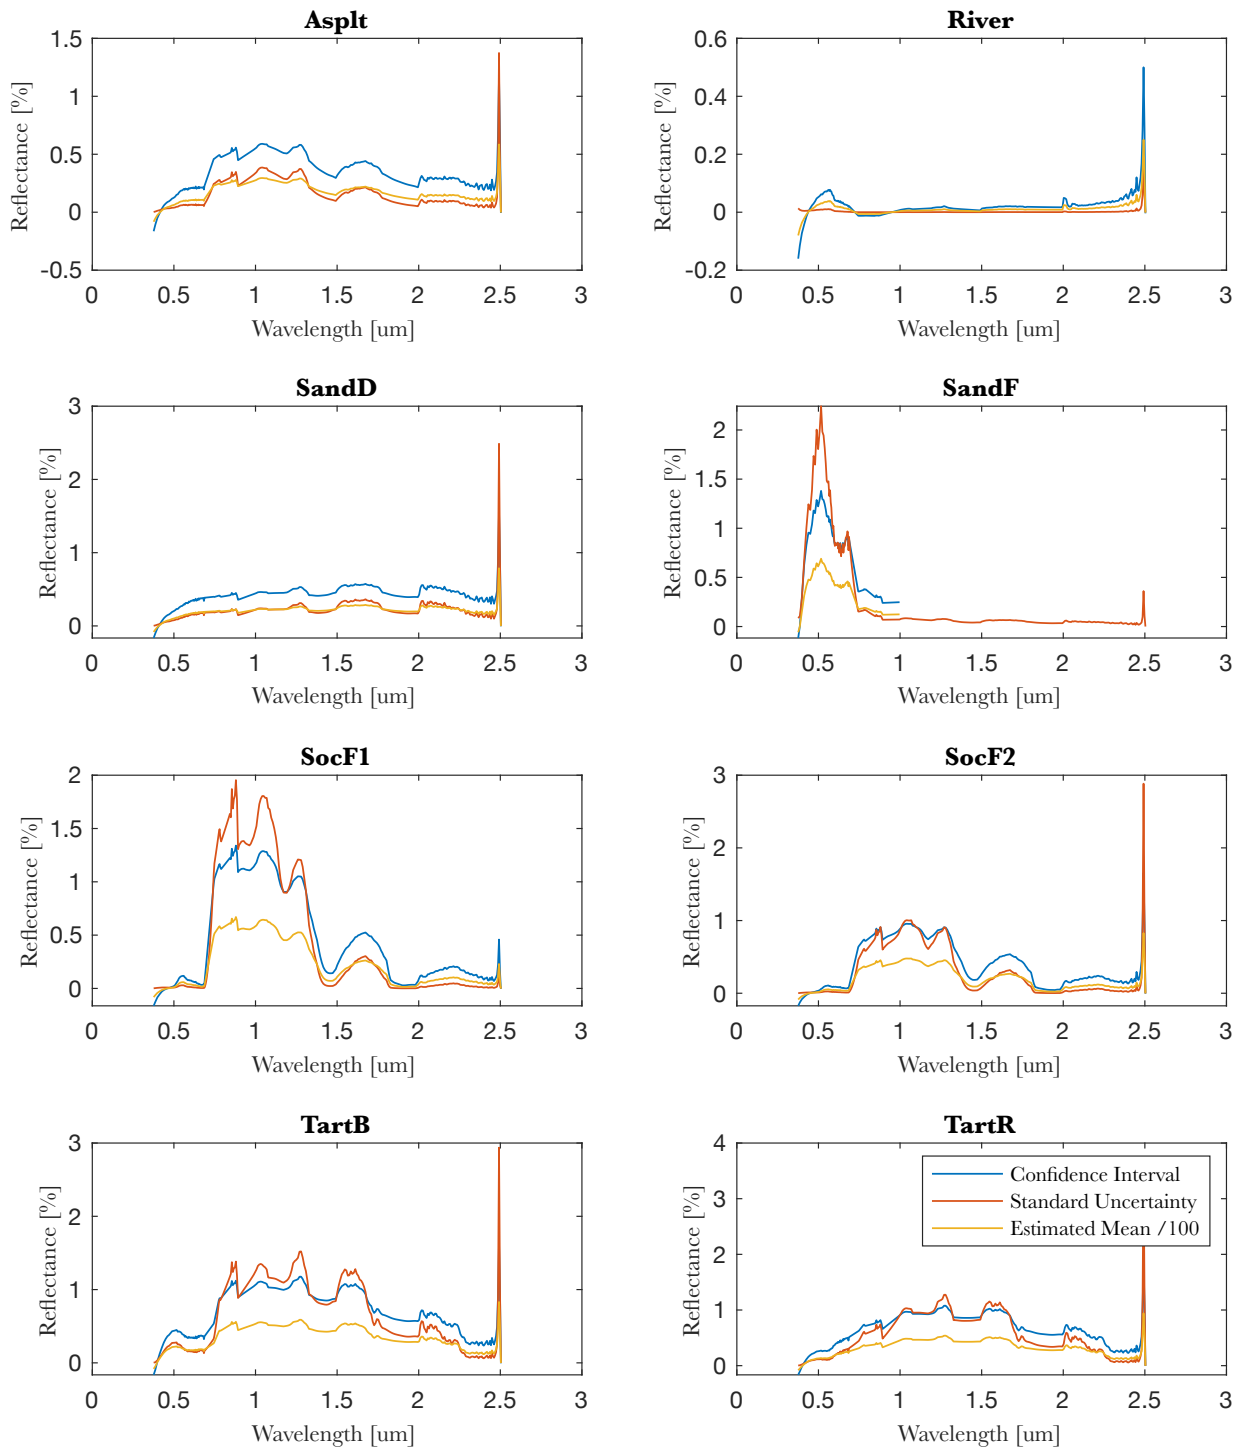 Asplt
1.5
1
0.5
0
-0.5
Reflectance [%]
0 0.5 1 1.5 2 2.5 3
Wavelength [um]
River
0.6
0.4
0.2
0
-0.2
Reflectance [%]
0 0.5 1 1.5 2 2.5 3
Wavelength [um]
SandD
3
2
1
0
Reflectance [%]
0 0.5 1 1.5 2 2.5 3
Wavelength [um]
SandF
2
1.5
1
0.5
0
Reflectance [%]
0 0.5 1 1.5 2 2.5 3
Wavelength [um]
SocF1
2
1.5
1
0.5
0
Reflectance [%]
0 0.5 1 1.5 2 2.5 3
Wavelength [um]
SocF2
3
2
1
0
Reflectance [%]
0 0.5 1 1.5 2 2.5 3
Wavelength [um]
TartB
3
2
1
0
Reflectance [%]
0 0.5 1 1.5 2 2.5 3
Wavelength [um]
TartR
4
3
2
1
0
Reflectance [%]
Confidence Interval
Standard Uncertainty
Estimated Mean /100
0 0.5 1 1.5 2 2.5 3
Wavelength [um]